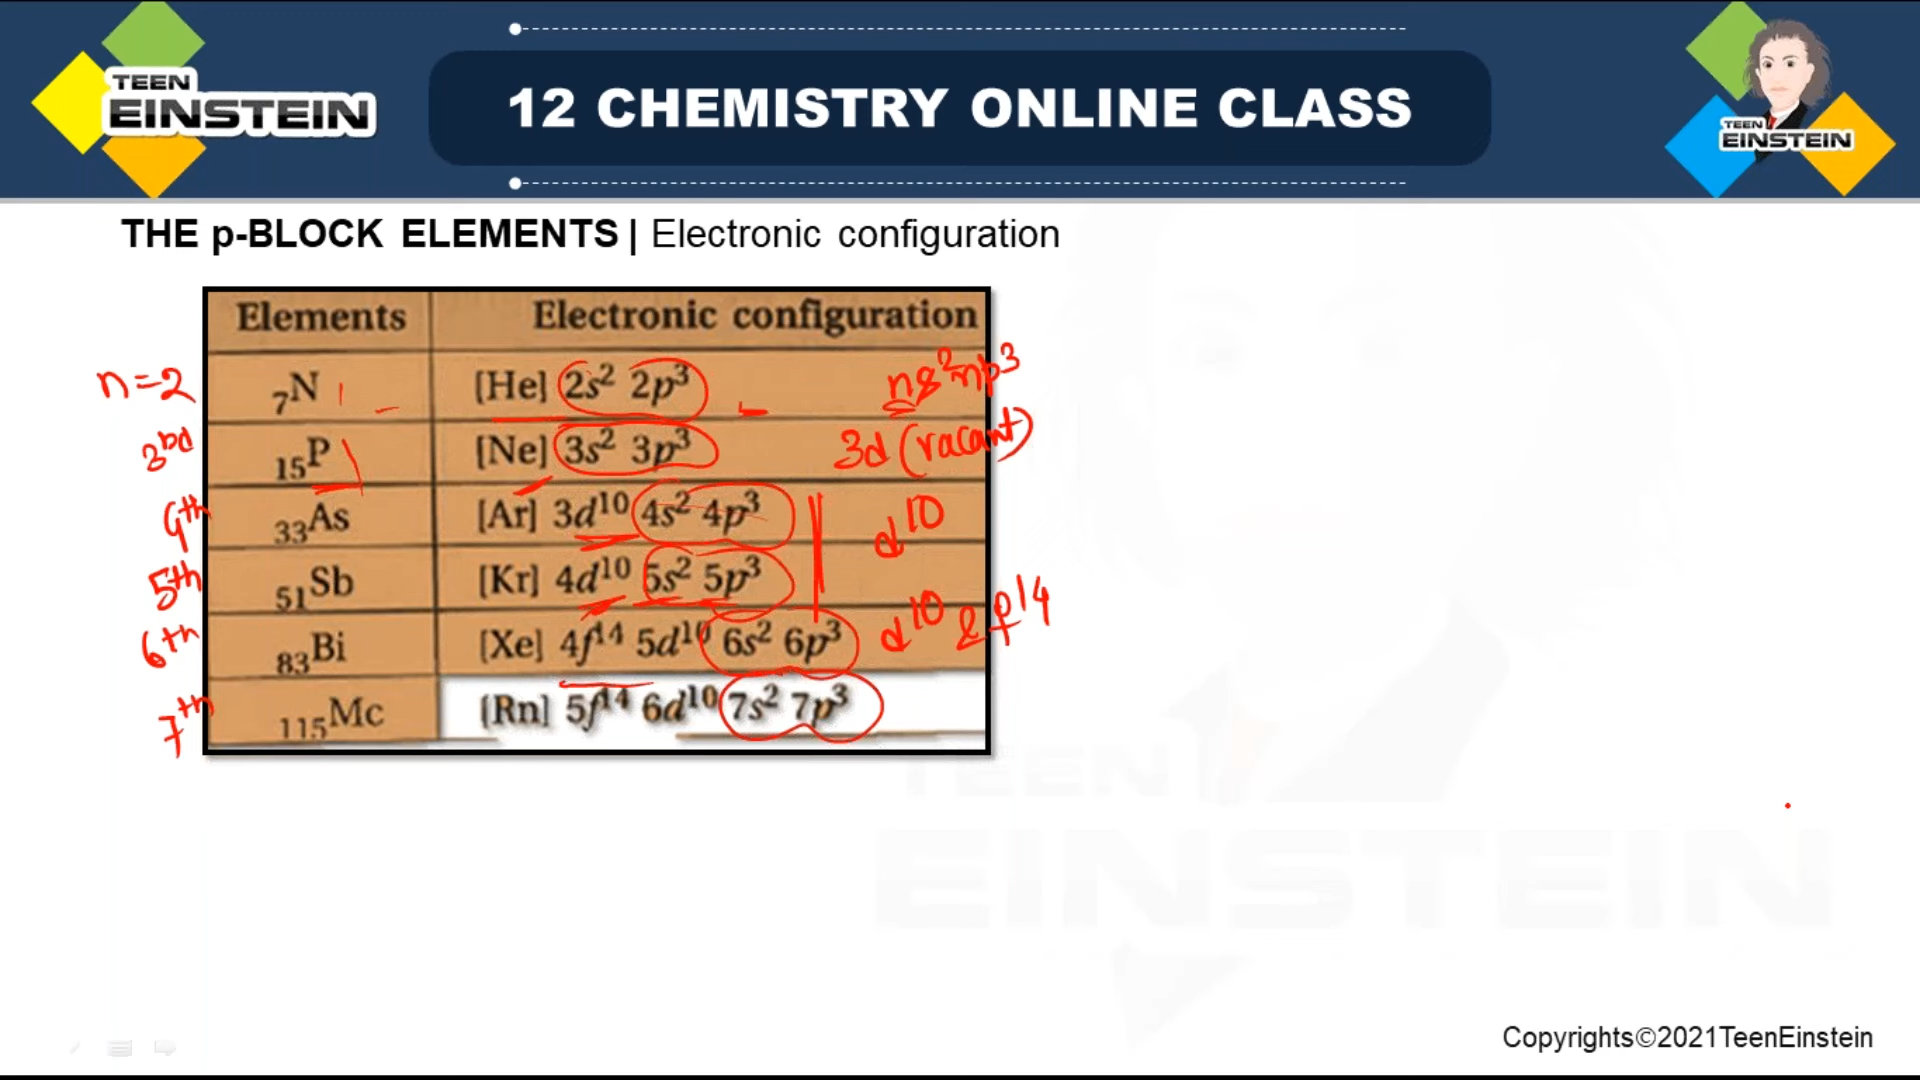 TEEN
EINSTEIN
12 CHEMISTRY ONLINE CLASS
TEEN
EINSTEIN
THE p-BLOCK ELEMENTS | Electronic configuration
Elements Electronic configuration
n=2 ₇N [He] 2s² 2p³ ns²np³
3rd ₁₅P [Ne] 3s² 3p³ 3d (vacant)
4th ₃₃As [Ar] 3d¹⁰ 4s² 4p³ d¹⁰
5th ₅₁Sb [Kr] 4d¹⁰ 5s² 5p³
6th ₈₃Bi [Xe] 4f¹⁴ 5d¹⁰ 6s² 6p³ d¹⁰ & f¹⁴
7th ₁₁₅Mc [Rn] 5f¹⁴ 6d¹⁰ 7s² 7p³
TEEN
EINSTEIN
Copyrights©2021TeenEinstein